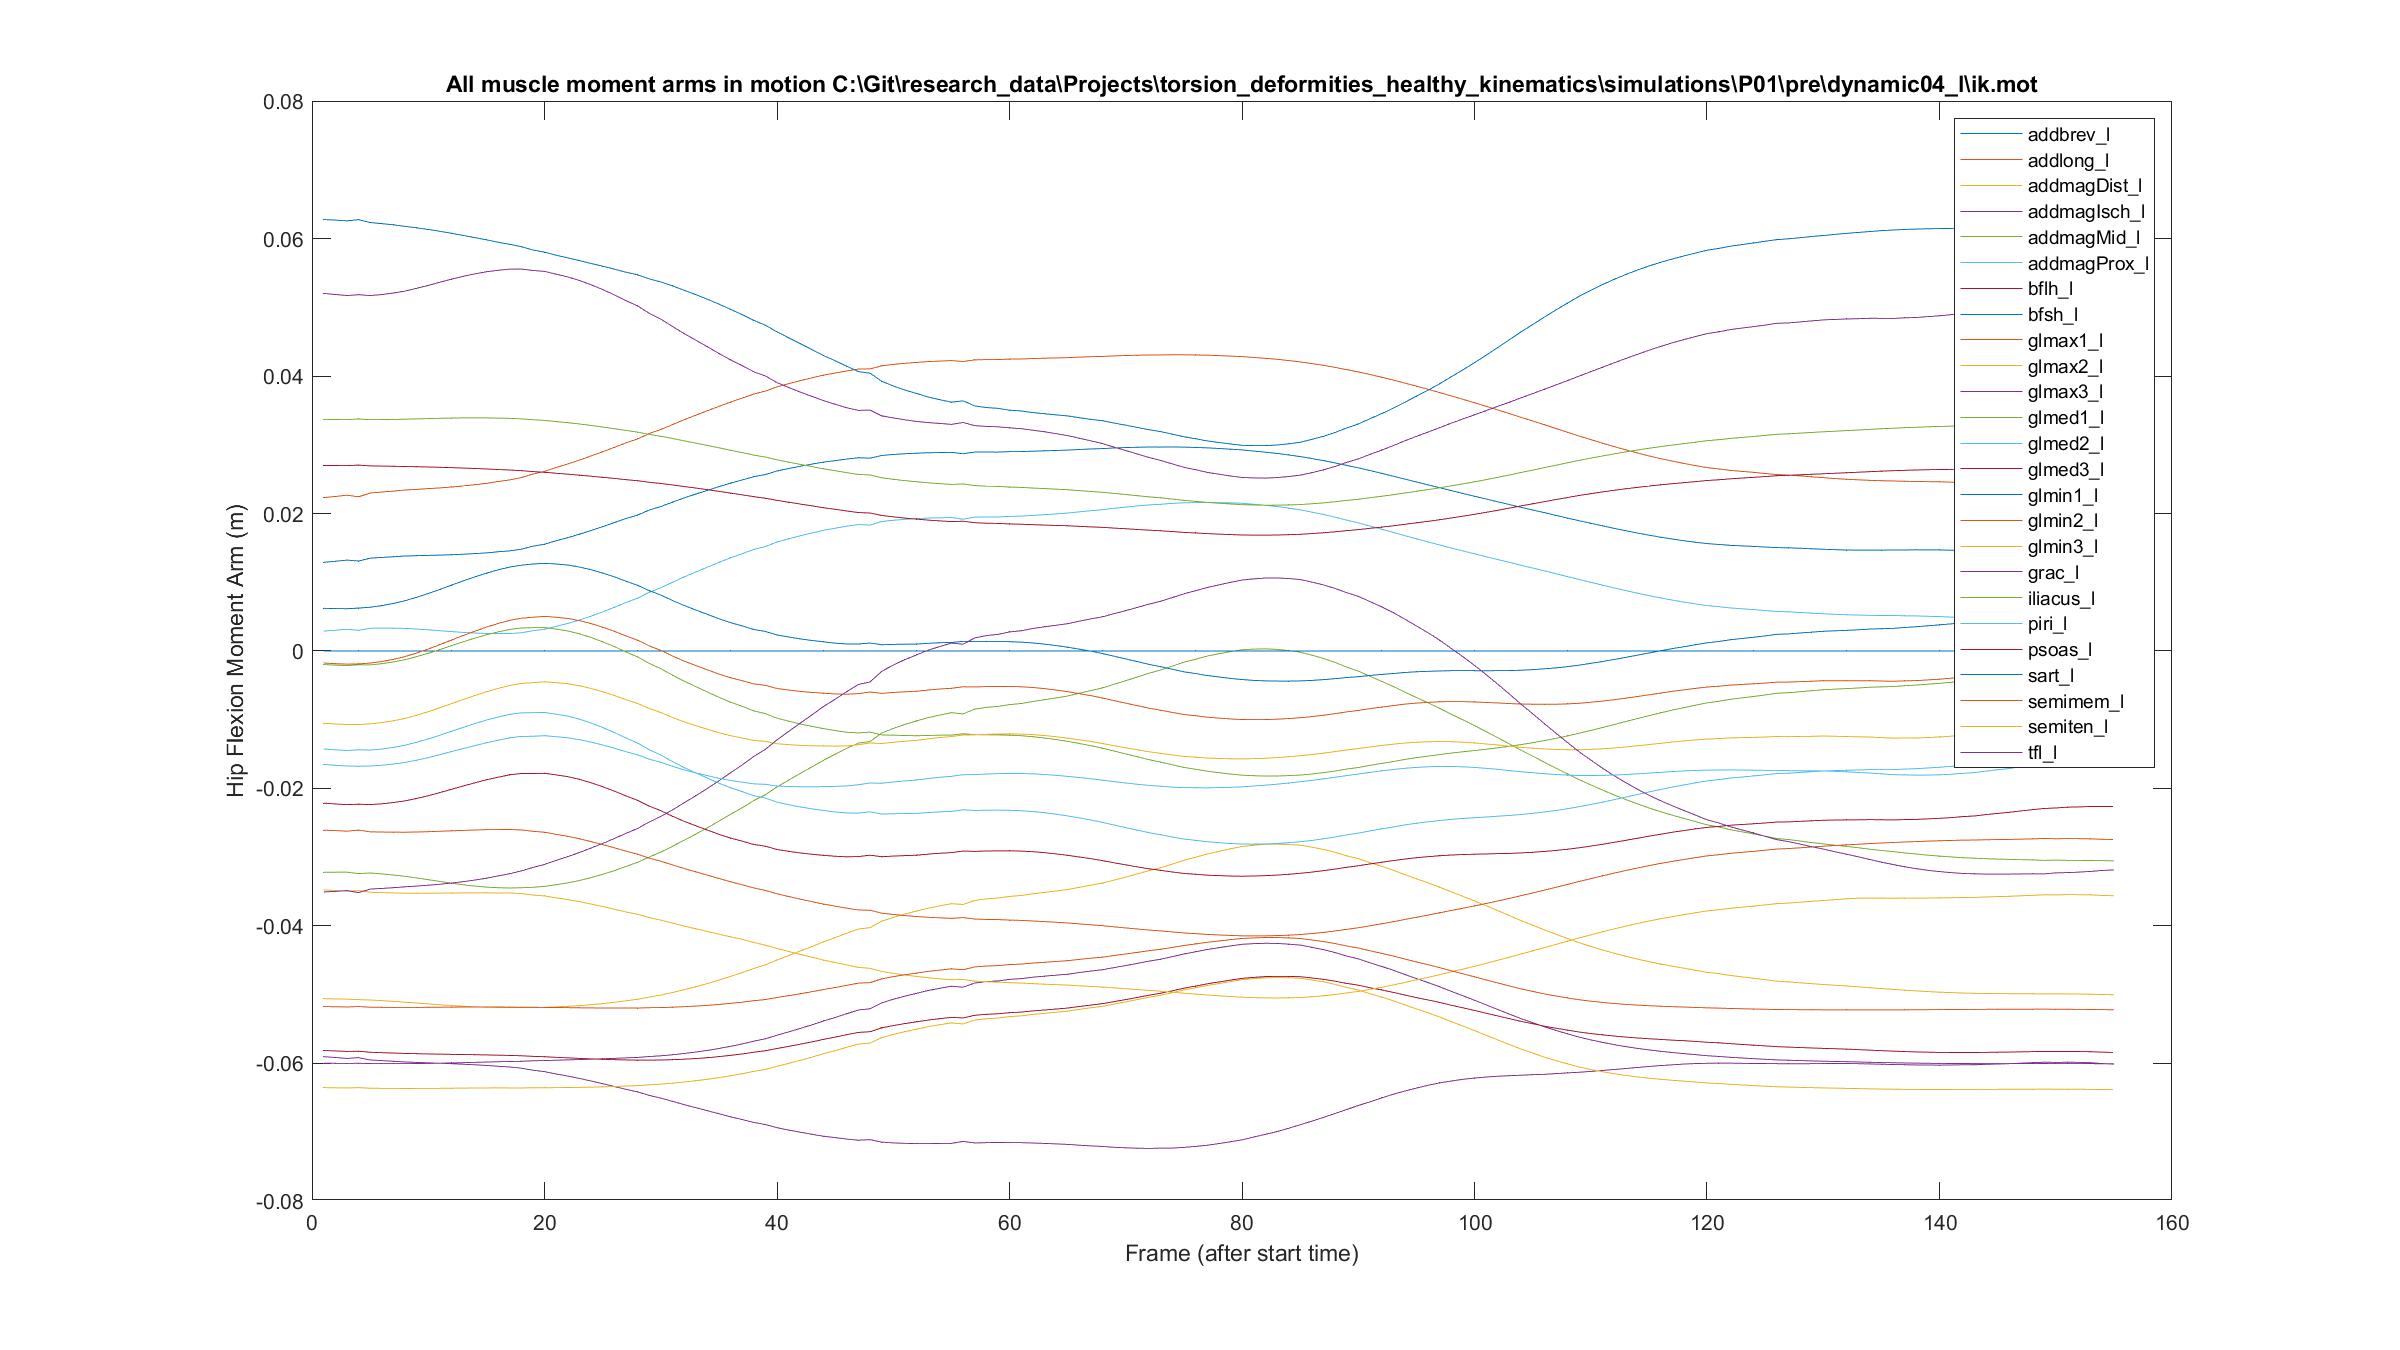 All muscle moment arms in motion C:\Git\research_data\Projects\torsion_deformities_healthy_kinematics\simulations\P01\pre\dynamic04_l\ik.mot
0.08
0.06
0.04
0.02
0
-0.02
-0.04
-0.06
-0.08
Hip Flexion Moment Arm (m)
addbrev_l
addlong_l
addmagDist_l
addmagIsch_l
addmagMid_l
addmagProx_l
bflh_l
bfsh_l
glmax1_l
glmax2_l
glmax3_l
glmed1_l
glmed2_l
glmed3_l
glmin1_l
glmin2_l
glmin3_l
grac_l
iliacus_l
piri_l
psoas_l
sart_l
semimem_l
semiten_l
tfl_l
0 20 40 60 80 100 120 140 160
Frame (after start time)